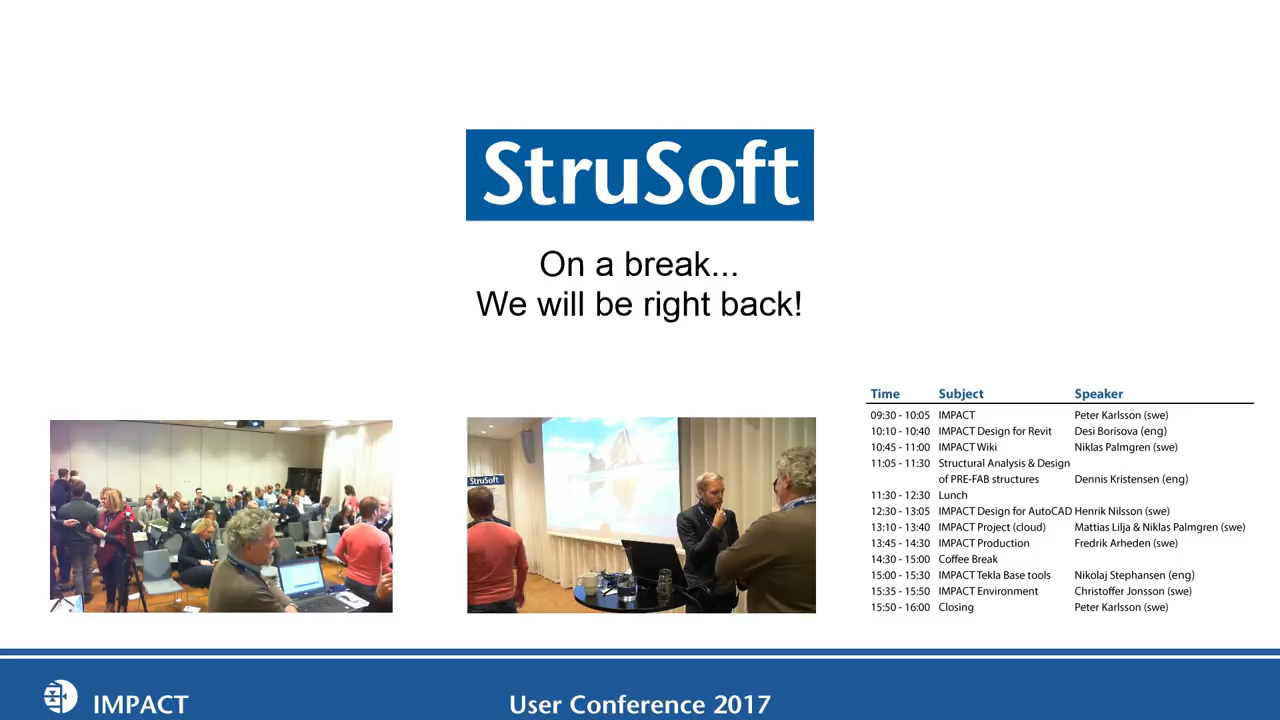 StruSoft
On a break...
We will be right back!
StruSoft
Time Subject Speaker
09:30 - 10:05 IMPACT Peter Karlsson (swe)
10:10 - 10:40 IMPACT Design for Revit Desi Borisova (eng)
10:45 - 11:00 IMPACT Wiki Niklas Palmgren (swe)
11:05 - 11:30 Structural Analysis & Design
of PRE-FAB structures Dennis Kristensen (eng)
11:30 - 12:30 Lunch
12:30 - 13:05 IMPACT Design for AutoCAD Henrik Nilsson (swe)
13:10 - 13:40 IMPACT Project (cloud) Mattias Lilja & Niklas Palmgren (swe)
13:45 - 14:30 IMPACT Production Fredrik Arheden (swe)
14:30 - 15:00 Coffee Break
15:00 - 15:30 IMPACT Tekla Base tools Nikolaj Stephansen (eng)
15:35 - 15:50 IMPACT Environment Christoffer Jonsson (swe)
15:50 - 16:00 Closing Peter Karlsson (swe)
IMPACT
User Conference 2017